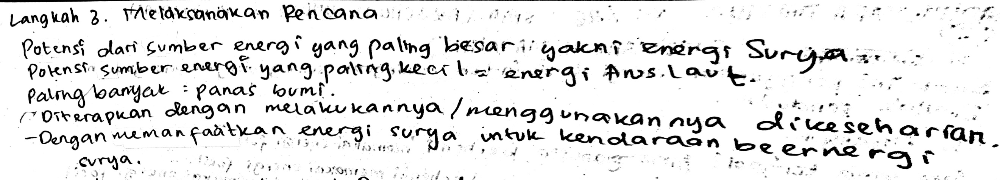 Langkah 3. Melaksanakan Rencana
Potensi dari sumber energi yang paling besar yakni energi Surya.
Potensi sumber energi yang paling kecil = energi Arus Laut.
Paling banyak : panas bumi.
Diterapkan dengan melakukannya / menggunakannya dikeseharian.
- Dengan memanfaatkan energi surya untuk kendaraan beernergi
surya.